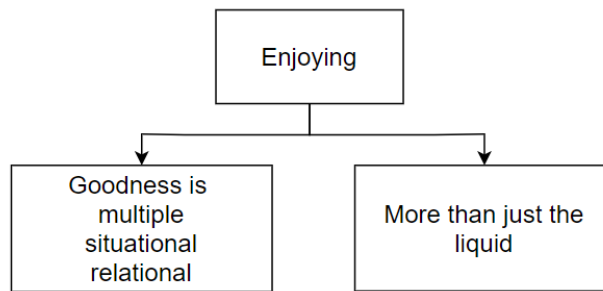 Enjoying
Goodness is
multiple
situational
relational
More than just the
liquid